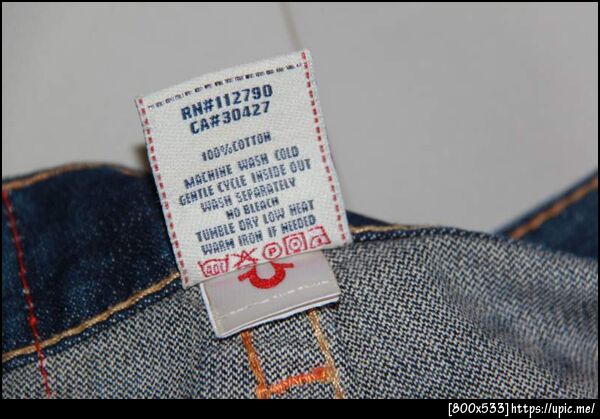 RN#112790
CA#30427
100%COTTON
MACHINE WASH COLD
GENTLE CYCLE INSIDE OUT
WASH SEPARATELY
NO BLEACH
TUMBLE DRY LOW HEAT
WARM IRON IF NEEDED
[800x533]https://upic.me/